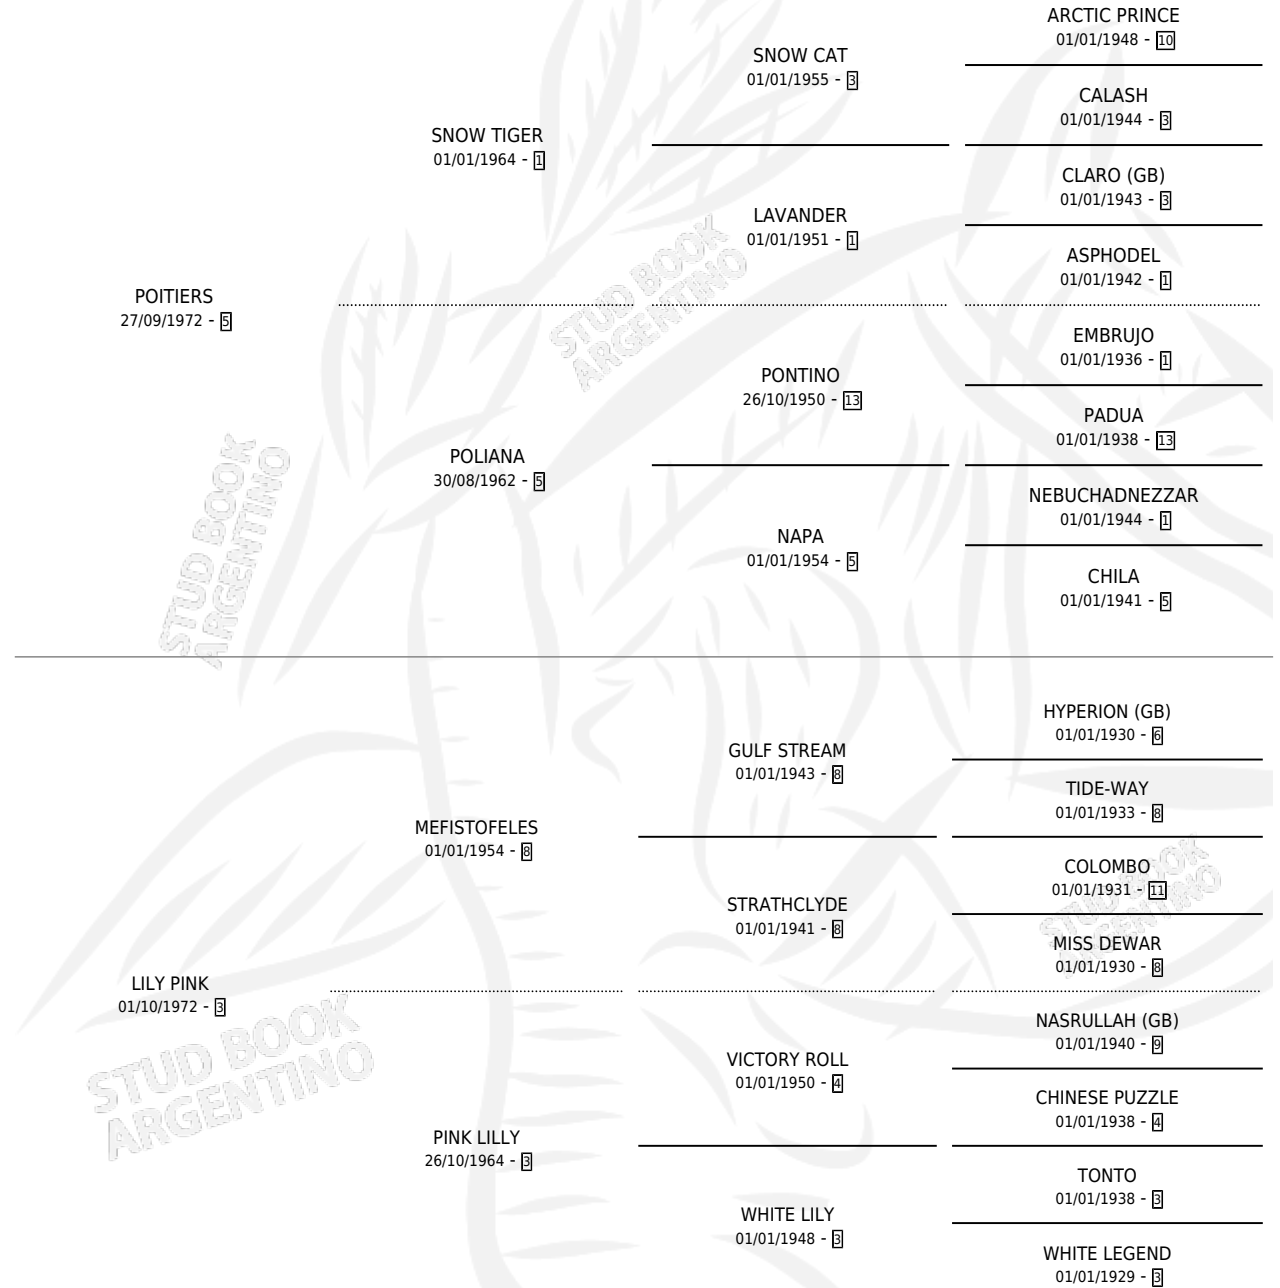 ARCTIC PRINCE
01/01/1948 - 10
SNOW CAT
01/01/1955 - 3
CALASH
01/01/1944 - 3
SNOW TIGER
01/01/1964 - 1
CLARO (GB)
01/01/1943 - 3
LAVANDER
01/01/1951 - 1
ASPHODEL
01/01/1942 - 1
POITIERS
27/09/1972 - 5
EMBRUJO
01/01/1936 - 1
PONTINO
26/10/1950 - 13
PADUA
01/01/1938 - 13
POLIANA
30/08/1962 - 5
NEBUCHADNEZZAR
01/01/1944 - 1
NAPA
01/01/1954 - 5
CHILA
01/01/1941 - 5
STUD BOOK
ARGENTINO
STUD BOOK
ARGENTINO
HYPERION (GB)
01/01/1930 - 6
GULF STREAM
01/01/1943 - 8
TIDE-WAY
01/01/1933 - 8
MEFISTOFELES
01/01/1954 - 8
COLOMBO
01/01/1931 - 11
STRATHCLYDE
01/01/1941 - 8
MISS DEWAR
01/01/1930 - 8
LILY PINK
01/10/1972 - 3
NASRULLAH (GB)
01/01/1940 - 9
VICTORY ROLL
01/01/1950 - 4
CHINESE PUZZLE
01/01/1938 - 4
PINK LILLY
26/10/1964 - 3
TONTO
01/01/1938 - 3
WHITE LILY
01/01/1948 - 3
WHITE LEGEND
01/01/1929 - 3
STUD BOOK
ARGENTINO
STUD BOOK
ARGENTINO